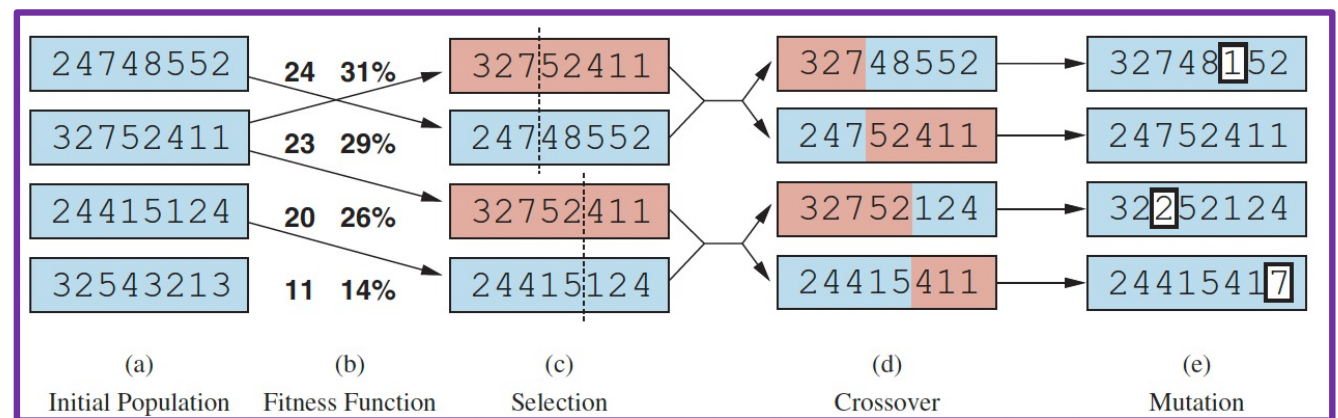 24748552 24 31% 32752411 32748552 32748152
32752411 23 29% 24748552 24752411 24752411
24415124 20 26% 32752411 32752124 32252124
32543213 11 14% 24415124 24415411 24415417
(a) (b) (c) (d) (e)
Initial Population Fitness Function Selection Crossover Mutation